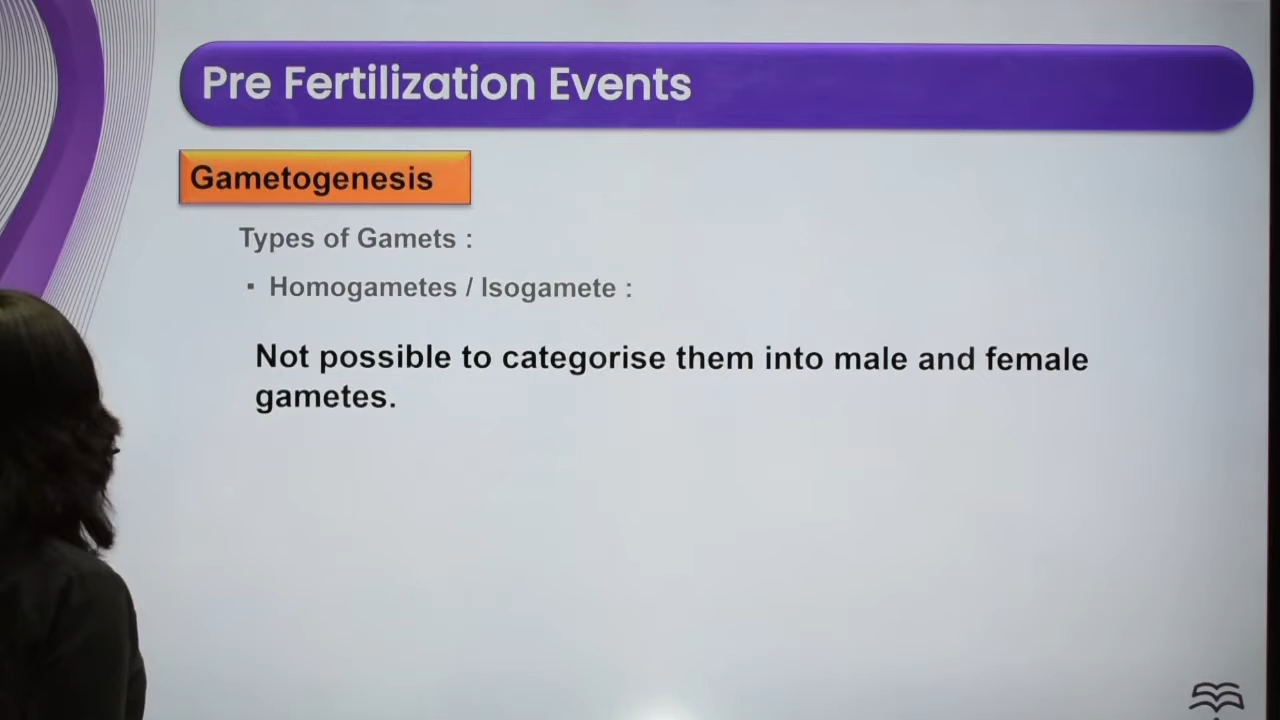 Pre Fertilization Events
Gametogenesis
Types of Gamets :
▪ Homogametes / Isogamete :
Not possible to categorise them into male and female
gametes.